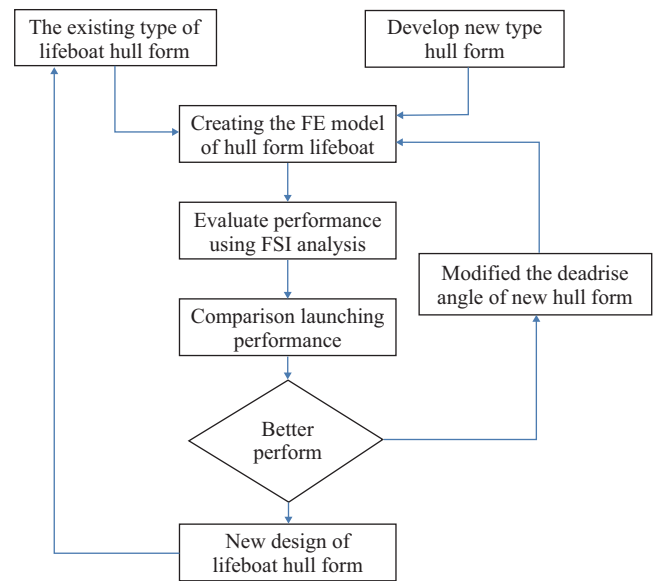 The existing type of
lifeboat hull form
Develop new type
hull form
Creating the FE model
of hull form lifeboat
Evaluate performance
using FSI analysis
Modified the deadrise
angle of new hull form
Comparison launching
performance
Better
perform
New design of
lifeboat hull form